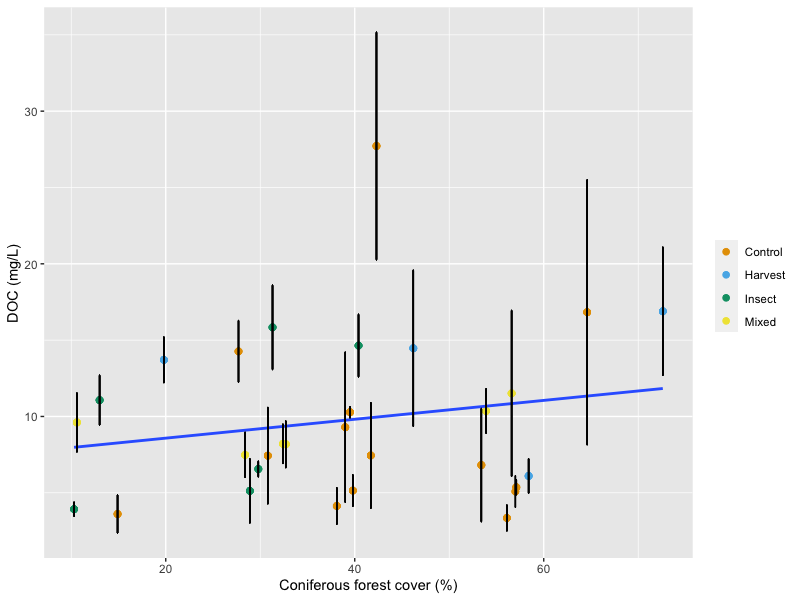 30
20
10
DOC (mg/L)
20 40 60
Coniferous forest cover (%)
Control
Harvest
Insect
Mixed